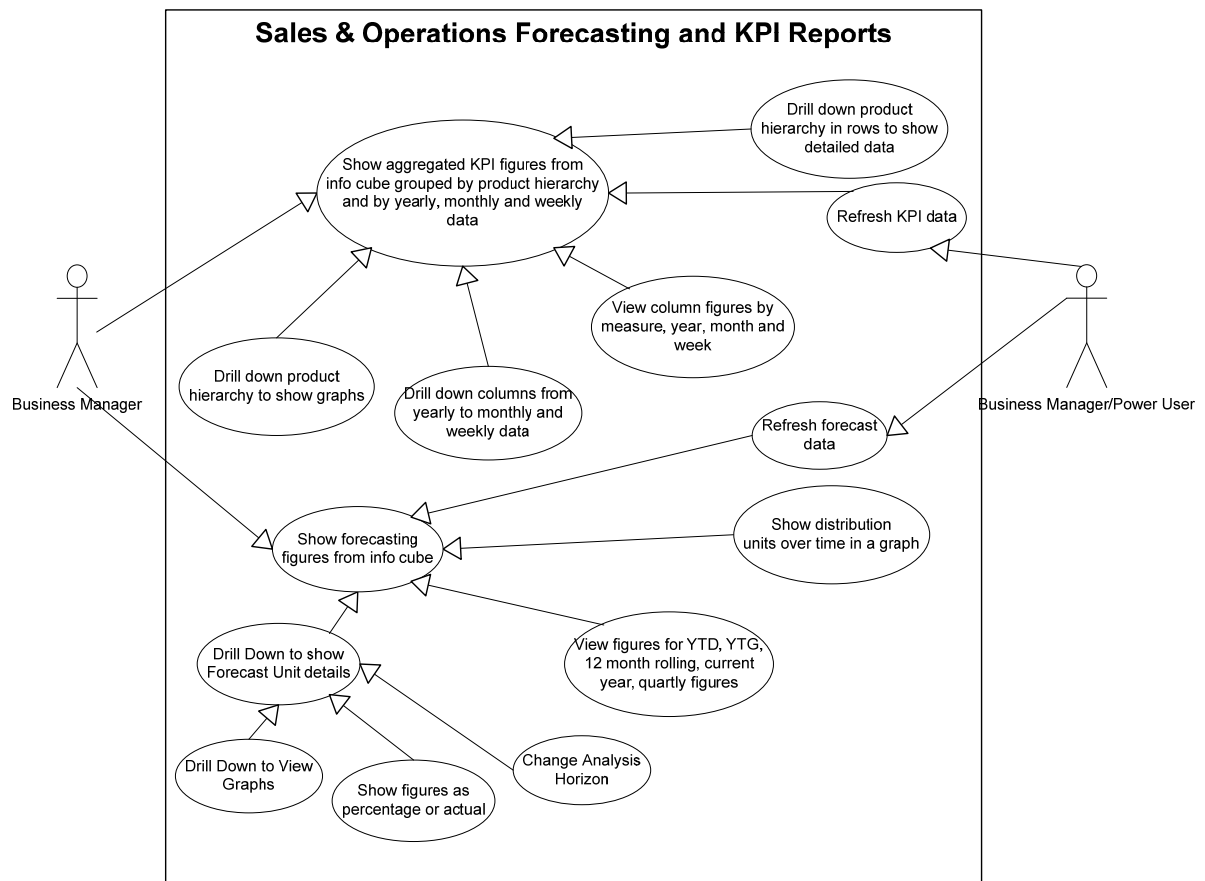 Sales & Operations Forecasting and KPI Reports
Drill down product
hierarchy in rows to show
detailed data
Show aggregated KPI figures from
info cube grouped by product hierarchy
and by yearly, monthly and weekly
data
Refresh KPI data
View column figures by
measure, year, month and
week
Drill down product
hierarchy to show graphs
Drill down columns from
yearly to monthly and
weekly data
Business Manager
Business Manager/Power User
Refresh forecast
data
Show distribution
units over time in a graph
Show forecasting
figures from info cube
View figures for YTD, YTG,
12 month rolling, current
year, quartly figures
Drill Down to show
Forecast Unit details
Drill Down to View
Graphs
Show figures as
percentage or actual
Change Analysis
Horizon